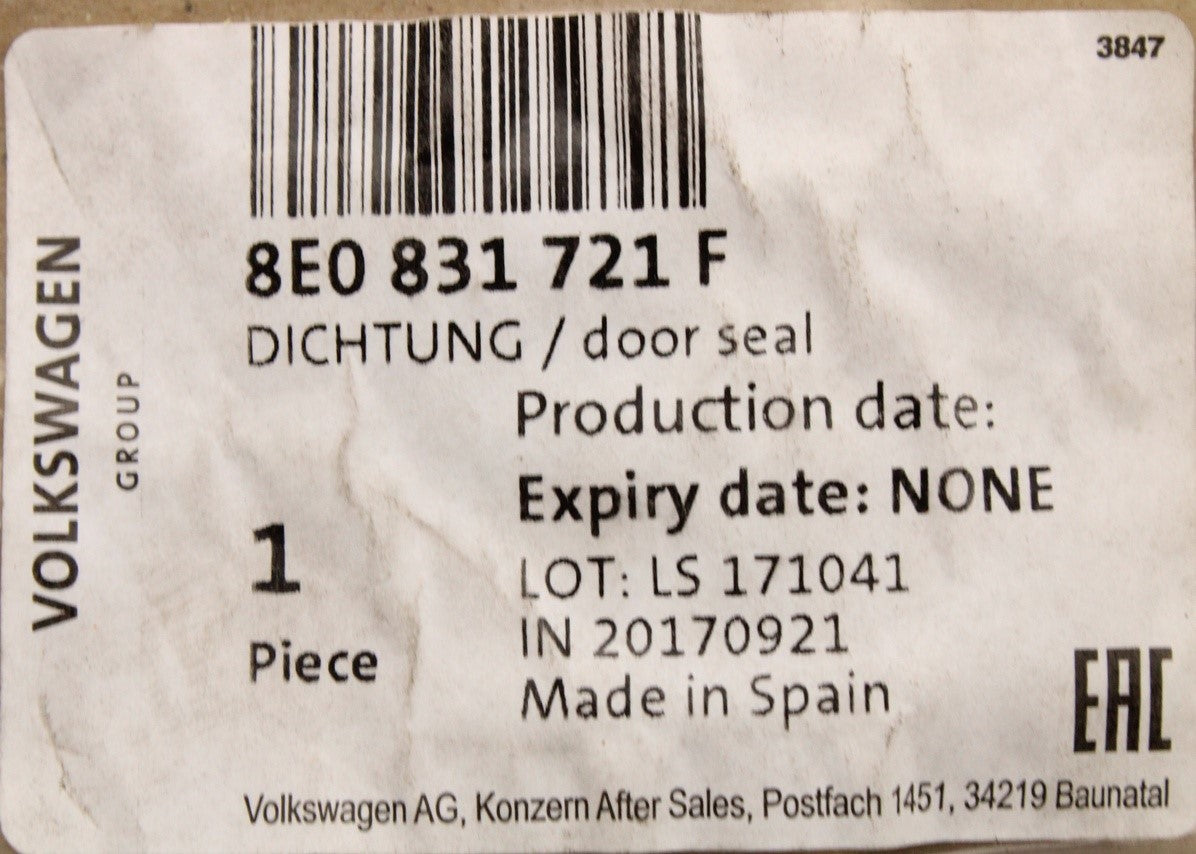 3847
8E0 831 721 F
DICHTUNG / door seal
Production date:
Expiry date: NONE
LOT: LS 171041
IN 20170921
Made in Spain
1
Piece
VOLKSWAGEN
GROUP
EAC
Volkswagen AG, Konzern After Sales, Postfach 1451, 34219 Baunatal